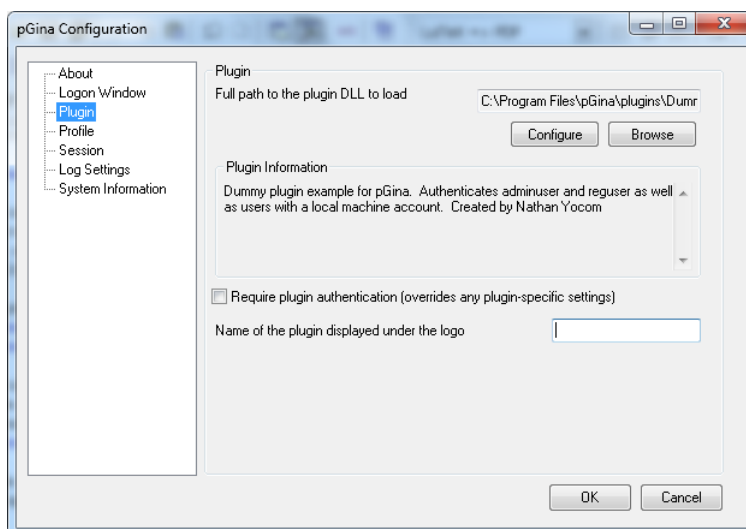 pGina Configuration
About
Logon Window
Plugin
Profile
Session
Log Settings
System Information
Plugin
Full path to the plugin DLL to load
C:\Program Files\pGina\plugins\Dumr
Configure
Browse
Plugin Information
Dummy plugin example for pGina. Authenticates adminuser and reguser as well
as users with a local machine account. Created by Nathan Yocom
Require plugin authentication (overrides any plugin-specific settings)
Name of the plugin displayed under the logo
OK
Cancel